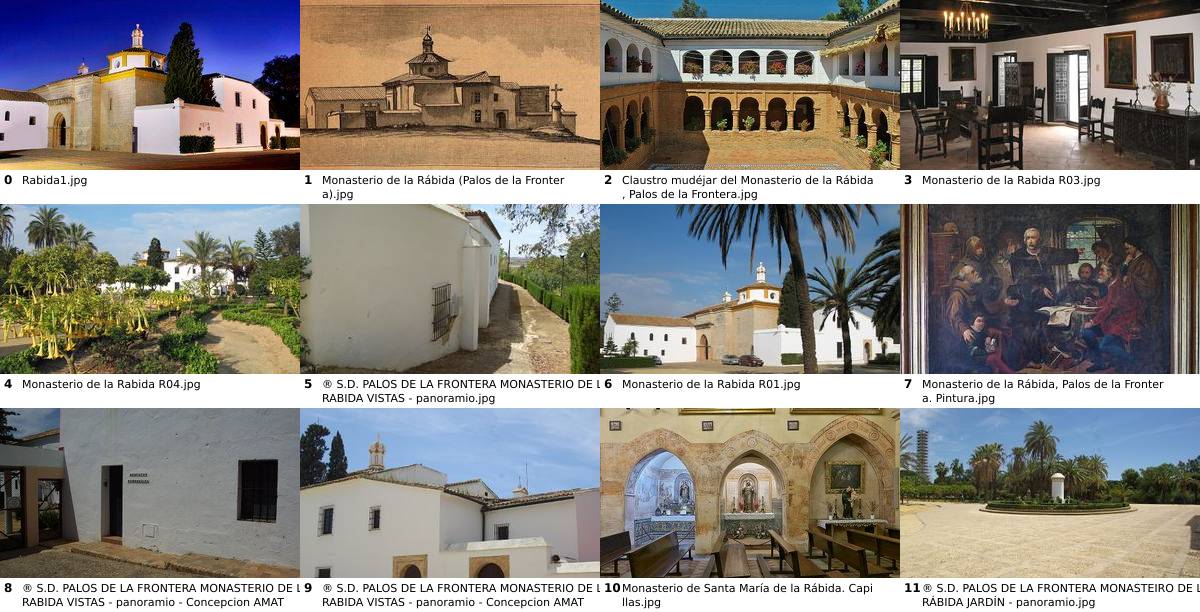 0 Rabida1.jpg
1 Monasterio de la Rábida (Palos de la Fronter
a).jpg
2 Claustro mudéjar del Monasterio de la Rábida
, Palos de la Frontera.jpg
3 Monasterio de la Rabida R03.jpg
4 Monasterio de la Rabida R04.jpg
5 ® S.D. PALOS DE LA FRONTERA MONASTERIO DE L
RABIDA VISTAS - panoramio.jpg
6 Monasterio de la Rabida R01.jpg
7 Monasterio de la Rábida, Palos de la Fronter
a. Pintura.jpg
8 ® S.D. PALOS DE LA FRONTERA MONASTERIO DE L
RABIDA VISTAS - panoramio - Concepcion AMAT
9 ® S.D. PALOS DE LA FRONTERA MONASTERIO DE L
RABIDA VISTAS - panoramio - Concepcion AMAT
10 Monasterio de Santa María de la Rábida. Capi
llas.jpg
11 ® S.D. PALOS DE LA FRONTERA MONASTEIRO DE
RÁBIDA JARDÍN - panoramio.jpg